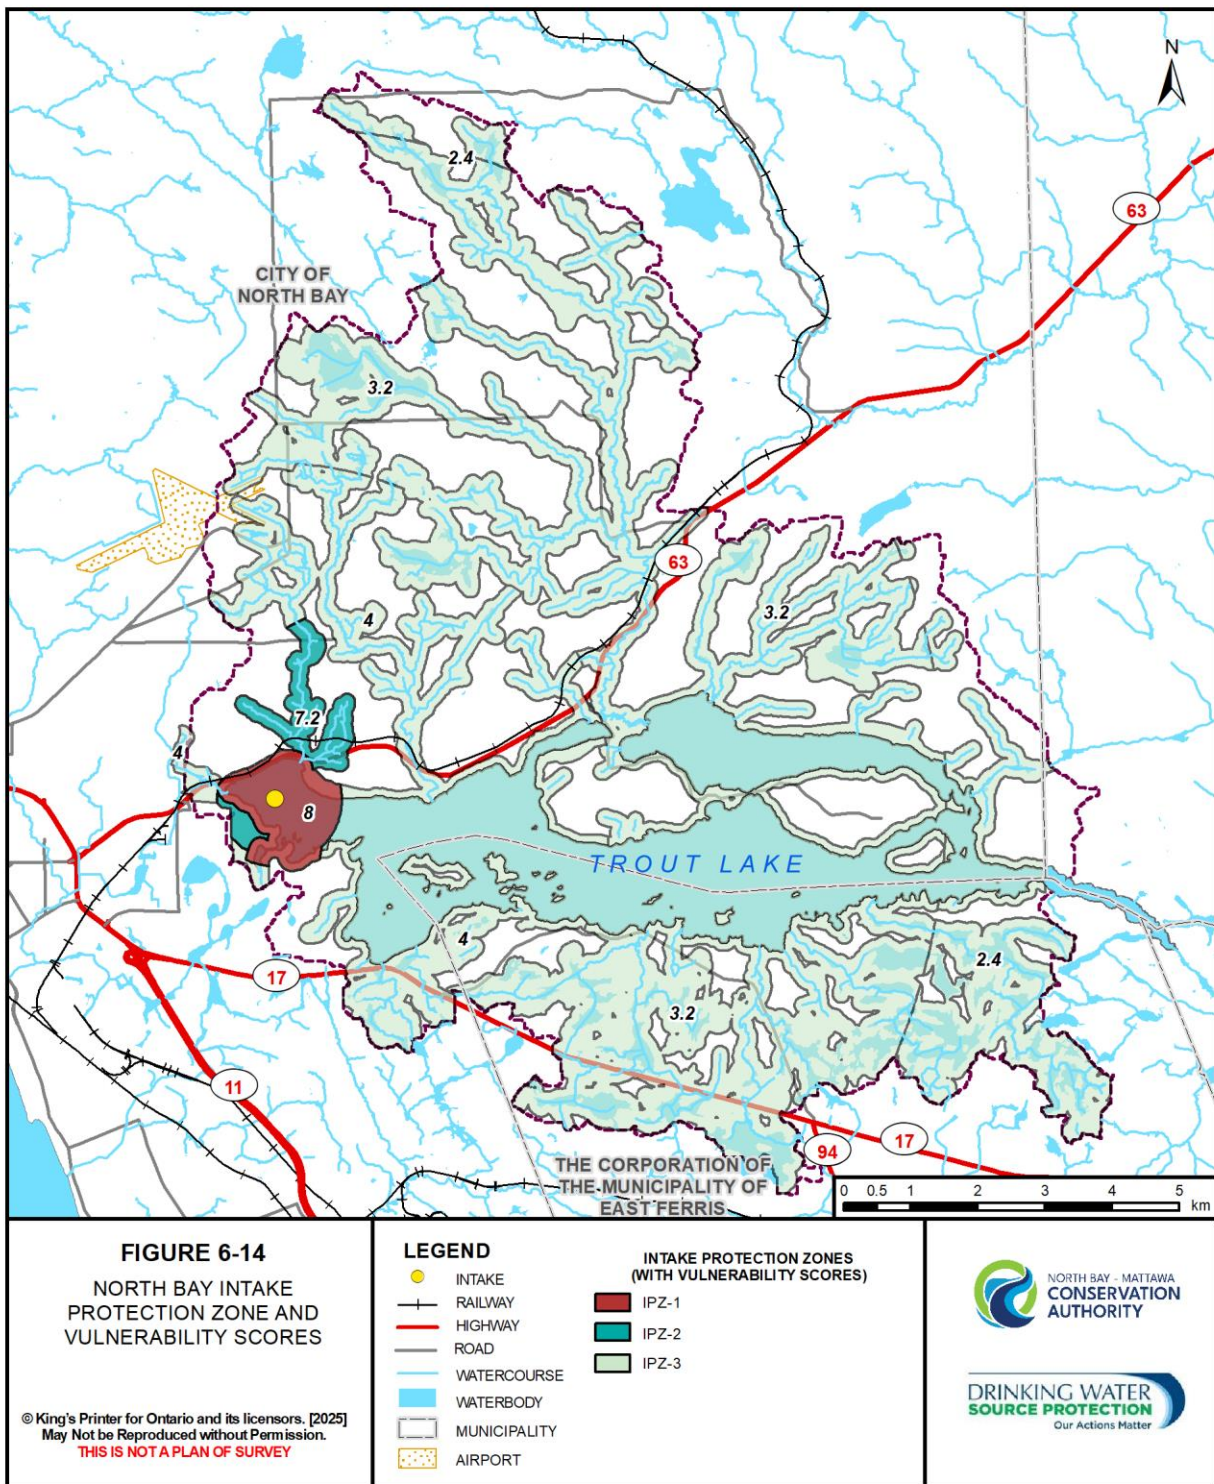 N
2.4
63
CITY OF
NORTH BAY
3.2
63
3.2
4
7.2
4
8
TROUT LAKE
4
2.4
17
3.2
11
17
94
THE CORPORATION OF
THE MUNICIPALITY OF
EAST FERRIS
0 0.5 1 2 3 4 5
km
FIGURE 6-14
NORTH BAY INTAKE
PROTECTION ZONE AND
VULNERABILITY SCORES
© King's Printer for Ontario and its licensors. [2025]
May Not be Reproduced without Permission.
THIS IS NOT A PLAN OF SURVEY
LEGEND
INTAKE
RAILWAY
HIGHWAY
ROAD
WATERCOURSE
WATERBODY
MUNICIPALITY
AIRPORT
INTAKE PROTECTION ZONES
(WITH VULNERABILITY SCORES)
IPZ-1
IPZ-2
IPZ-3
NORTH BAY - MATTAWA
CONSERVATION
AUTHORITY
DRINKING WATER
SOURCE PROTECTION
Our Actions Matter